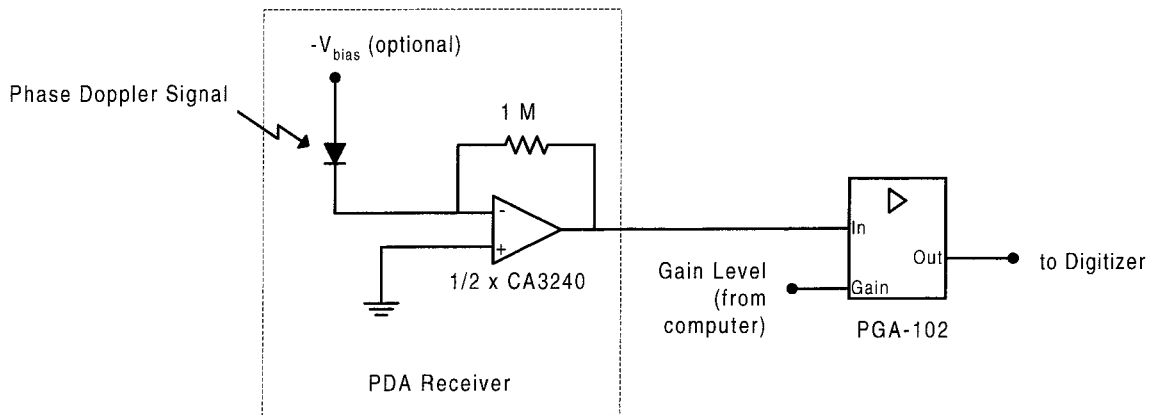 -Vbias (optional)
Phase Doppler Signal
1 M
-
+
1/2 x CA3240
PDA Receiver
In
Out
Gain
Gain Level
(from
computer)
to Digitizer
PGA-102